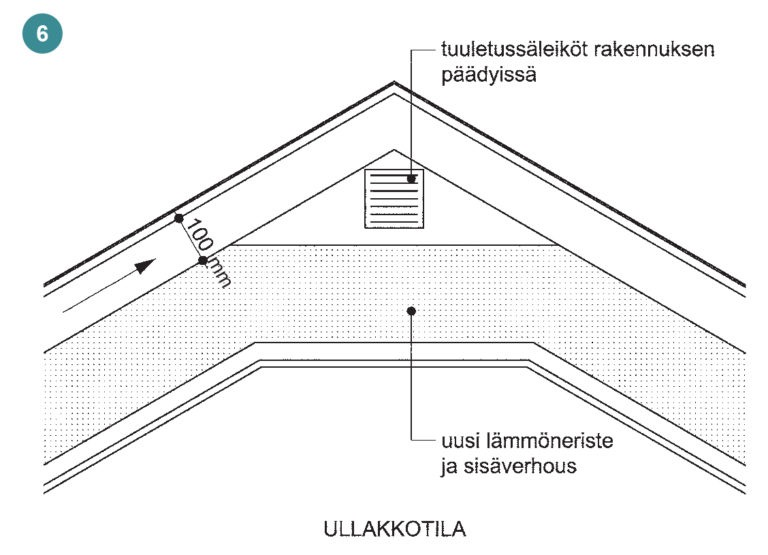 6
tuuletussäleiköt rakennuksen
päädyissä
100 mm
uusi lämmöneriste
ja sisäverhous
ULLAKKOTILA